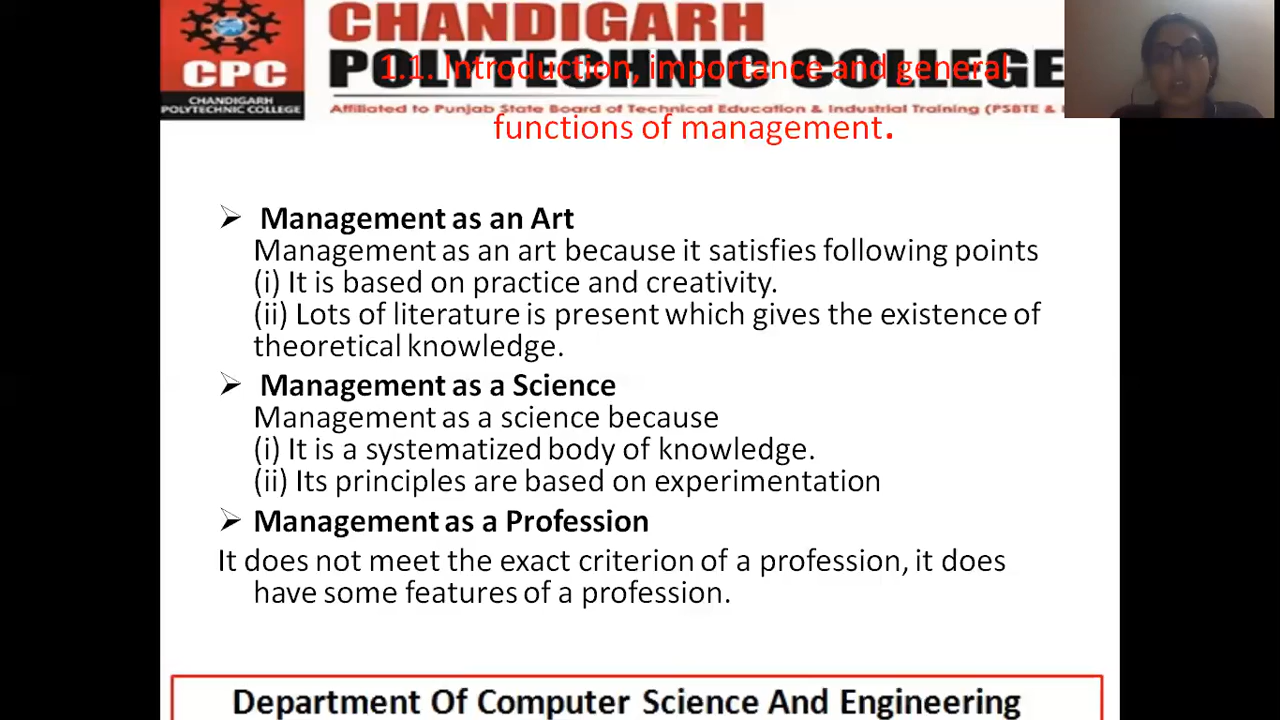 CHANDIGARH
POLYTECHNIC COLLEGE
CPC
CHANDIGARH
POLYTECHNIC COLLEGE
1.1. Introduction, importance and general
Affiliated to Punjab State Board of Technical Education & Industrial Training (PSBTE &
functions of management.
➢ Management as an Art
Management as an art because it satisfies following points
(i) It is based on practice and creativity.
(ii) Lots of literature is present which gives the existence of
theoretical knowledge.
➢ Management as a Science
Management as a science because
(i) It is a systematized body of knowledge.
(ii) Its principles are based on experimentation
➢ Management as a Profession
It does not meet the exact criterion of a profession, it does
have some features of a profession.
Department Of Computer Science And Engineering